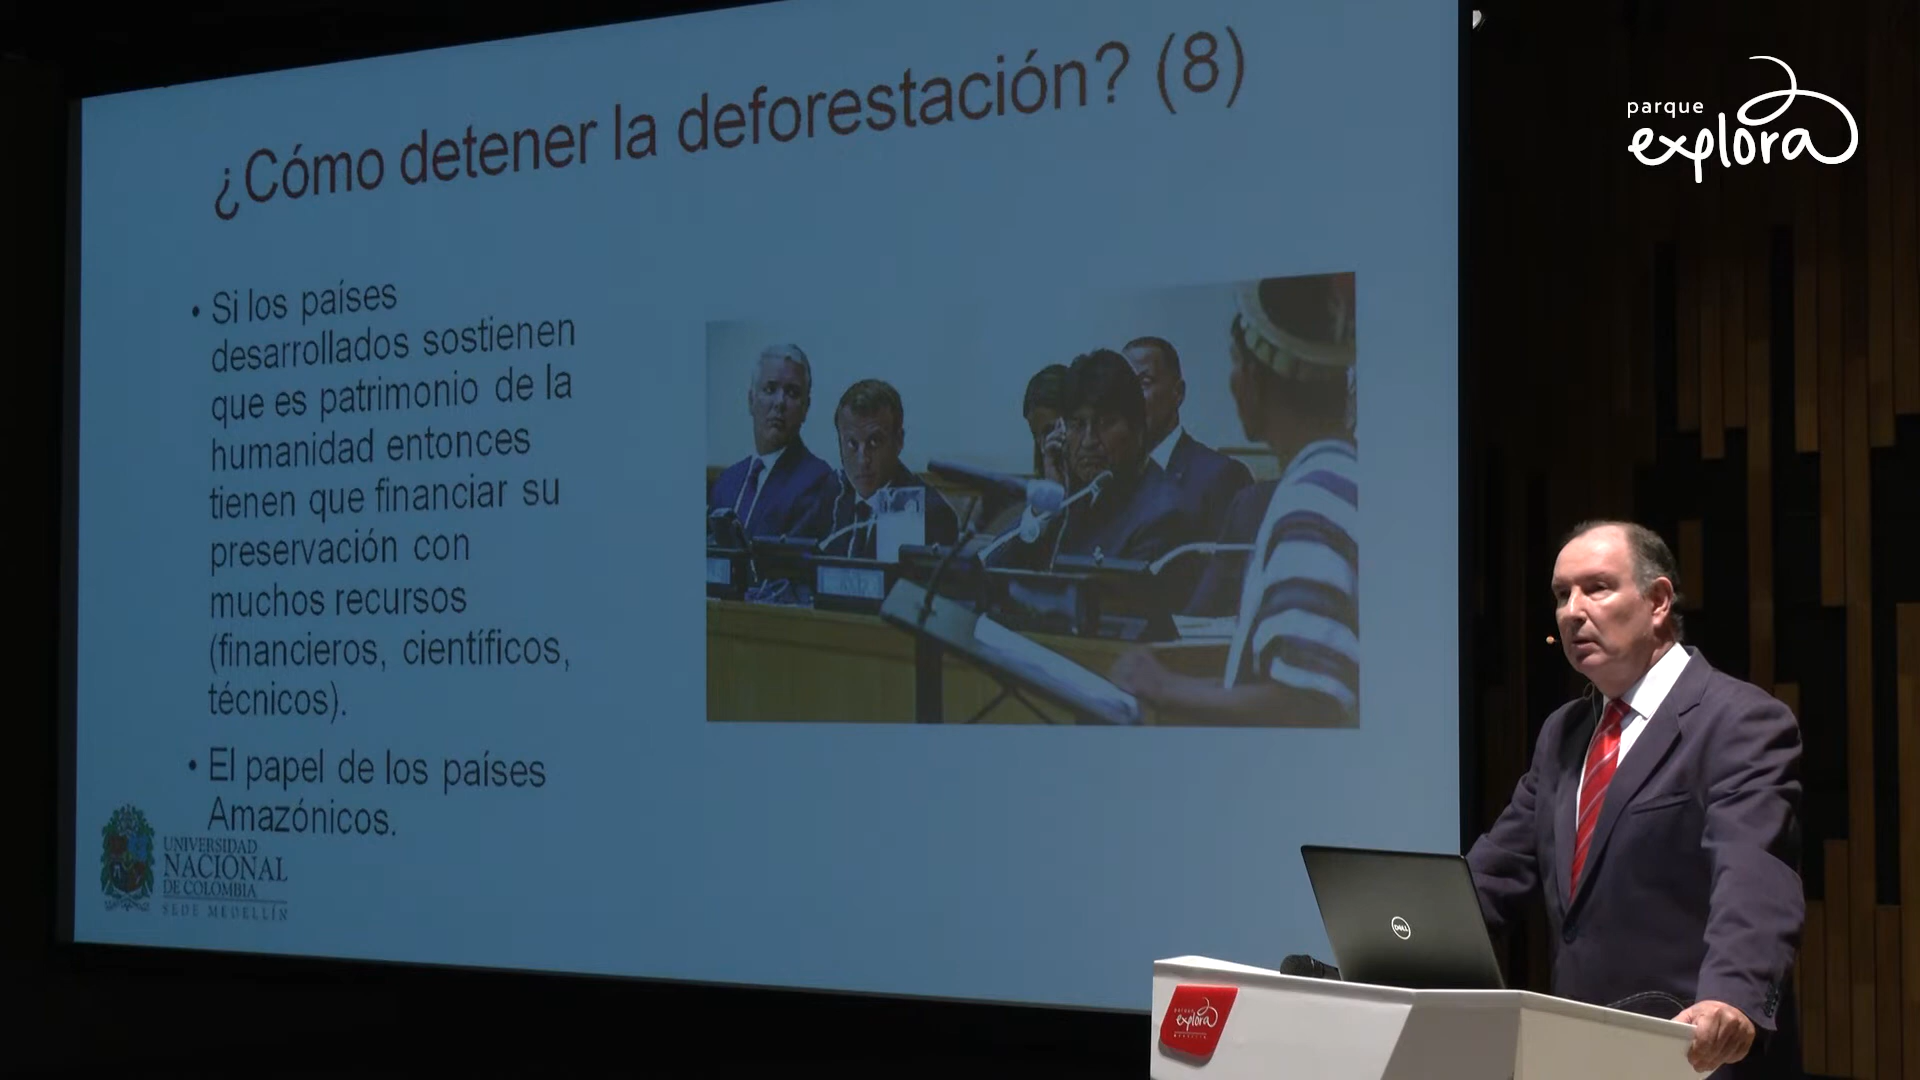 ¿Cómo detener la deforestación? (8)
• Si los países
desarrollados sostienen
que es patrimonio de la
humanidad entonces
tienen que financiar su
preservación con
muchos recursos
(financieros, científicos,
técnicos).
• El papel de los países
Amazónicos.
UNIVERSIDAD
NACIONAL
DE COLOMBIA
SEDE MEDELLÍN
parque
explora
DELL
parque
explora